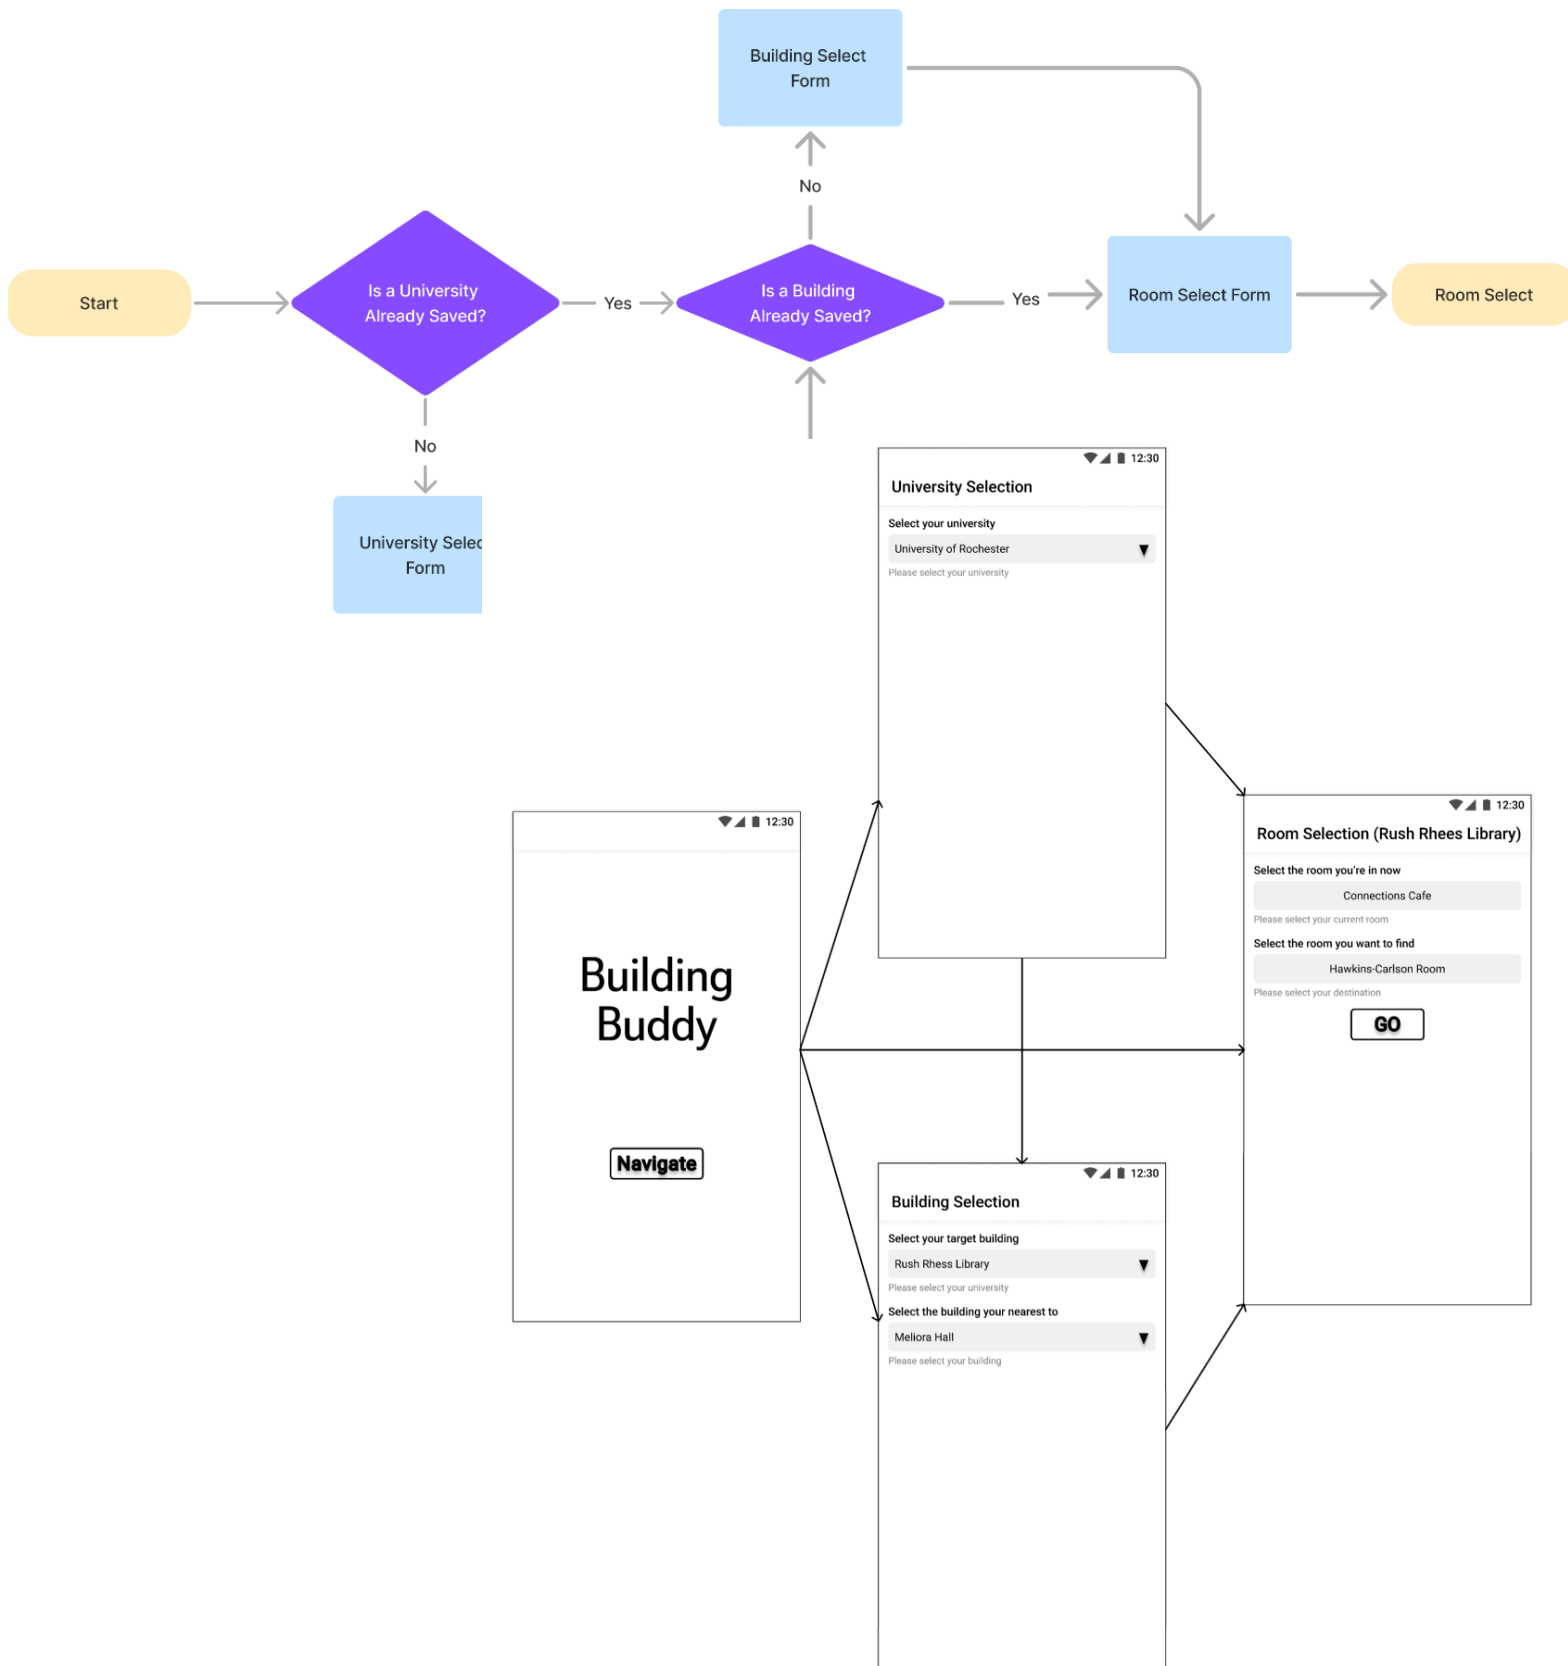 Building Select
Form
No
Start
Is a University
Already Saved?
Yes
Is a Building
Already Saved?
Yes
Room Select Form
Room Select
No
University Selec
Form
12:30
University Selection
Select your university
University of Rochester
Please select your university
12:30
Building
Buddy
Navigate
12:30
Room Selection (Rush Rhees Library)
Select the room you're in now
Connections Cafe
Please select your current room
Select the room you want to find
Hawkins-Carlson Room
Please select your destination
GO
12:30
Building Selection
Select your target building
Rush Rhess Library
Please select your university
Select the building your nearest to
Meliora Hall
Please select your building